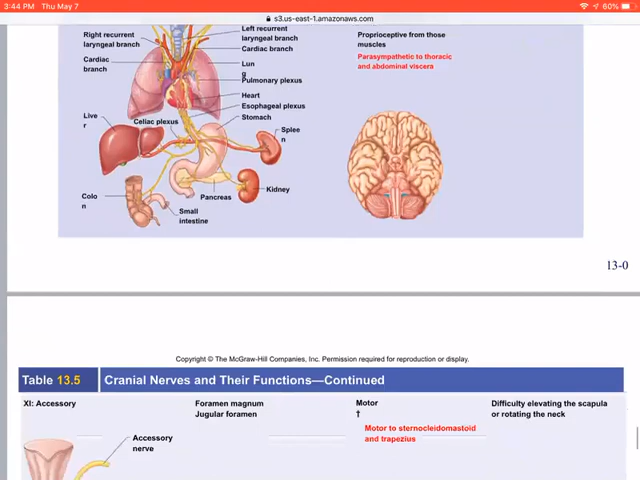 3:44 PM Thu May 7
60%
s3.us-east-1.amazonaws.com
Right recurrent
laryngeal branch
Left recurrent
laryngeal branch
Cardiac branch
Cardiac
branch
Lun
g
Pulmonary plexus
Heart
Esophageal plexus
Stomach
Live
r
Celiac plexus
Splee
n
Colo
n
Pancreas
Kidney
Small
intestine
Proprioceptive from those
muscles
Parasympathetic to thoracic
and abdominal viscera
13-0
Copyright © The McGraw-Hill Companies, Inc. Permission required for reproduction or display.
Table 13.5 Cranial Nerves and Their Functions—Continued
XI: Accessory
Foramen magnum
Jugular foramen
Motor
†
Motor to sternocleidomastoid
and trapezius
Difficulty elevating the scapula
or rotating the neck
Accessory
nerve